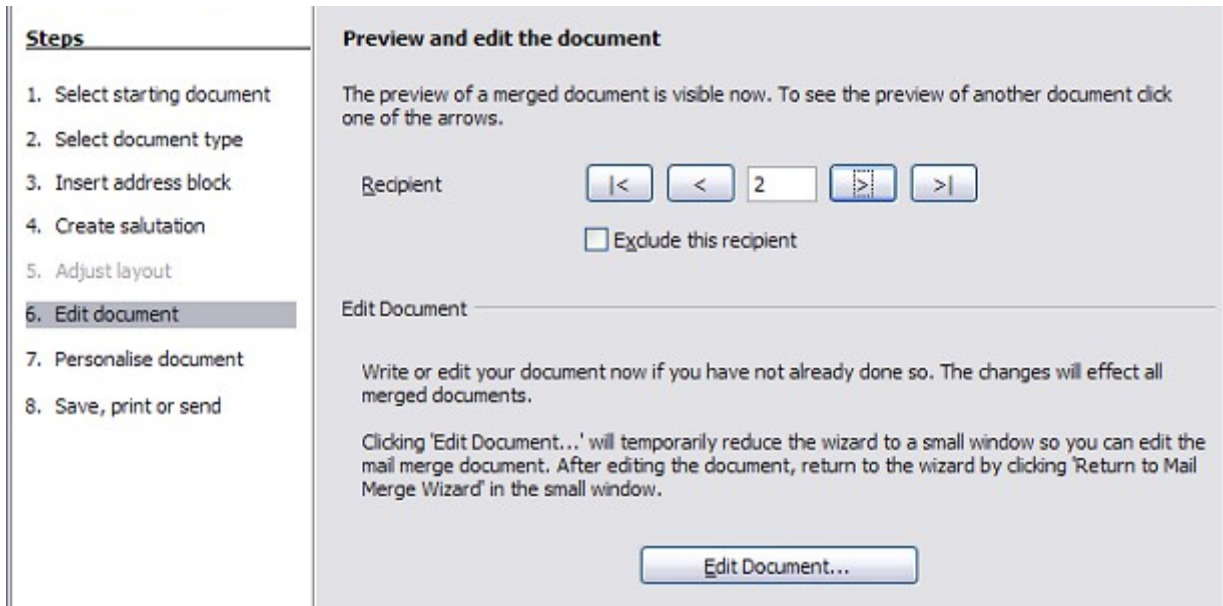 Steps
1. Select starting document
2. Select document type
3. Insert address block
4. Create salutation
5. Adjust layout
6. Edit document
7. Personalise document
8. Save, print or send
Preview and edit the document
The preview of a merged document is visible now. To see the preview of another document click
one of the arrows.
Recipient |< < 2 > >|
Exclude this recipient
Edit Document
Write or edit your document now if you have not already done so. The changes will effect all
merged documents.
Clicking 'Edit Document...' will temporarily reduce the wizard to a small window so you can edit the
mail merge document. After editing the document, return to the wizard by clicking 'Return to Mail
Merge Wizard' in the small window.
Edit Document...